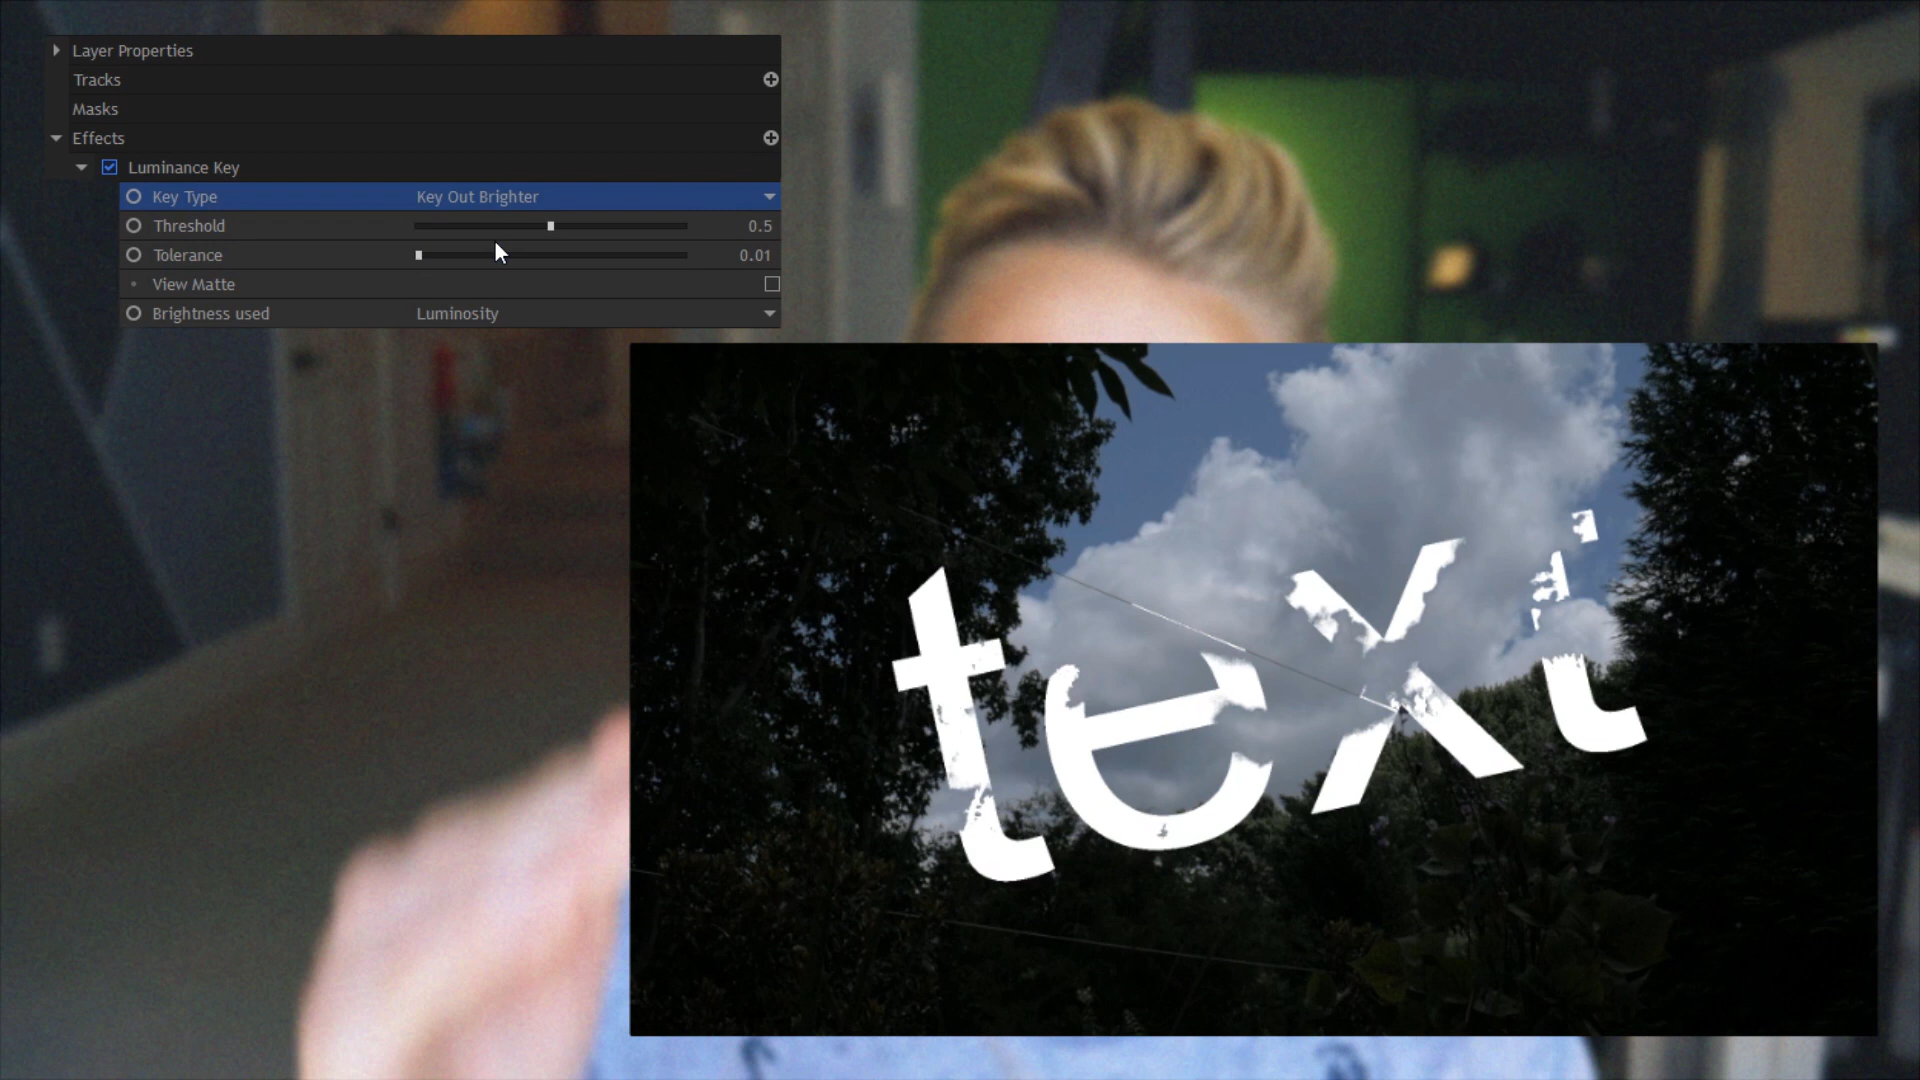 Layer Properties
Tracks
Masks
Effects
Luminance Key
Key Type Key Out Brighter
Threshold 0.5
Tolerance 0.01
View Matte
Brightness used Luminosity
text